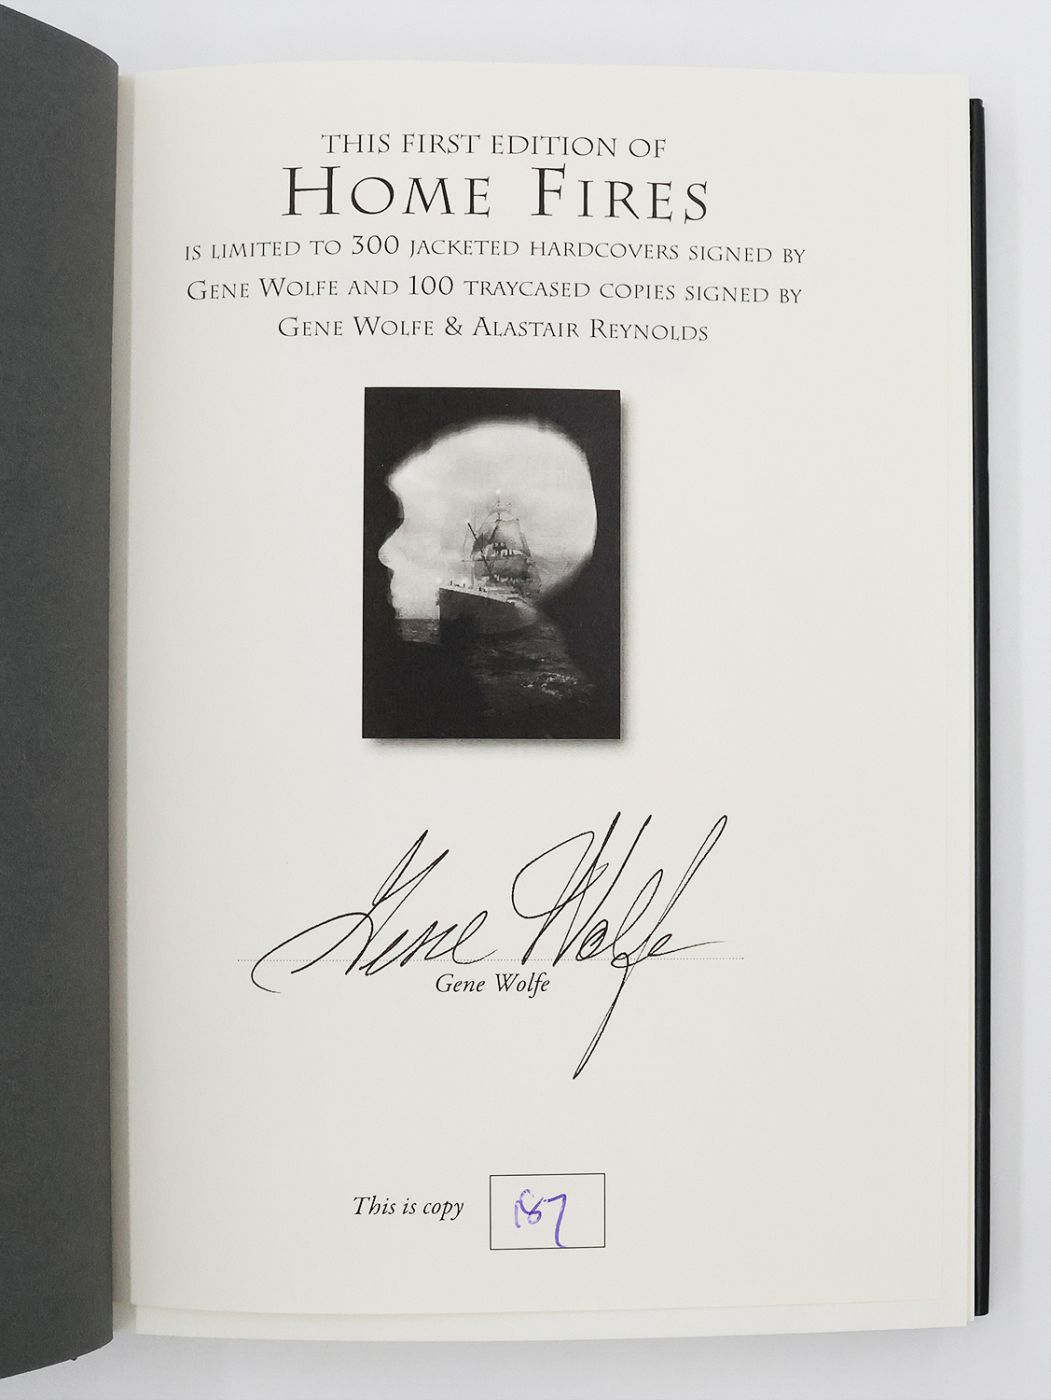 THIS FIRST EDITION OF
HOME FIRES
IS LIMITED TO 300 JACKETED HARDCOVERS SIGNED BY
GENE WOLFE AND 100 TRAYCASED COPIES SIGNED BY
GENE WOLFE & ALASTAIR REYNOLDS
Gene Wolfe
Gene Wolfe
This is copy 187